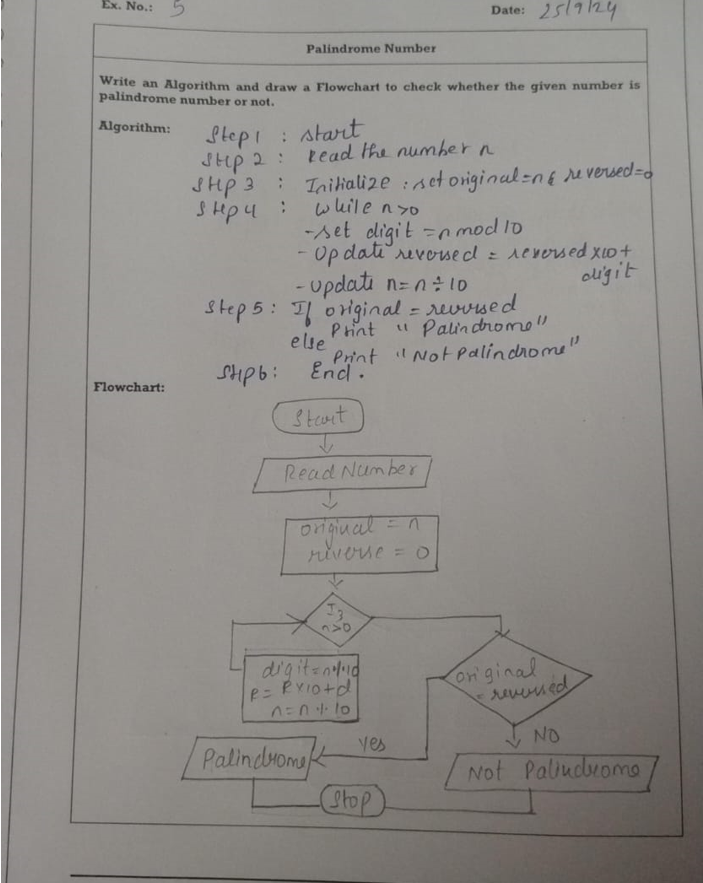 Ex. No.: 5
Date: 25/9/24
Palindrome Number
Write an Algorithm and draw a Flowchart to check whether the given number is
palindrome number or not.
Algorithm:
Step 1 : start
Step 2 : read the number n
Step 3 : Initialize : set original = n & reversed = 0
Step 4 : while n>0
- set digit = n mod 10
- Update reversed = reversed x10 + digit
- Update n = n ÷ 10
Step 5 : If original = reversed
Print "Palindrome"
else
Print "Not Palindrome"
Step 6 : End.
Flowchart:
Start
Read Number
original = n
reverse = 0
Is
n>0
digit = n % 10
R = R x10 + d
n = n % 10
original
= reversed
Yes
NO
Palindrome
Not Palindrome
Stop